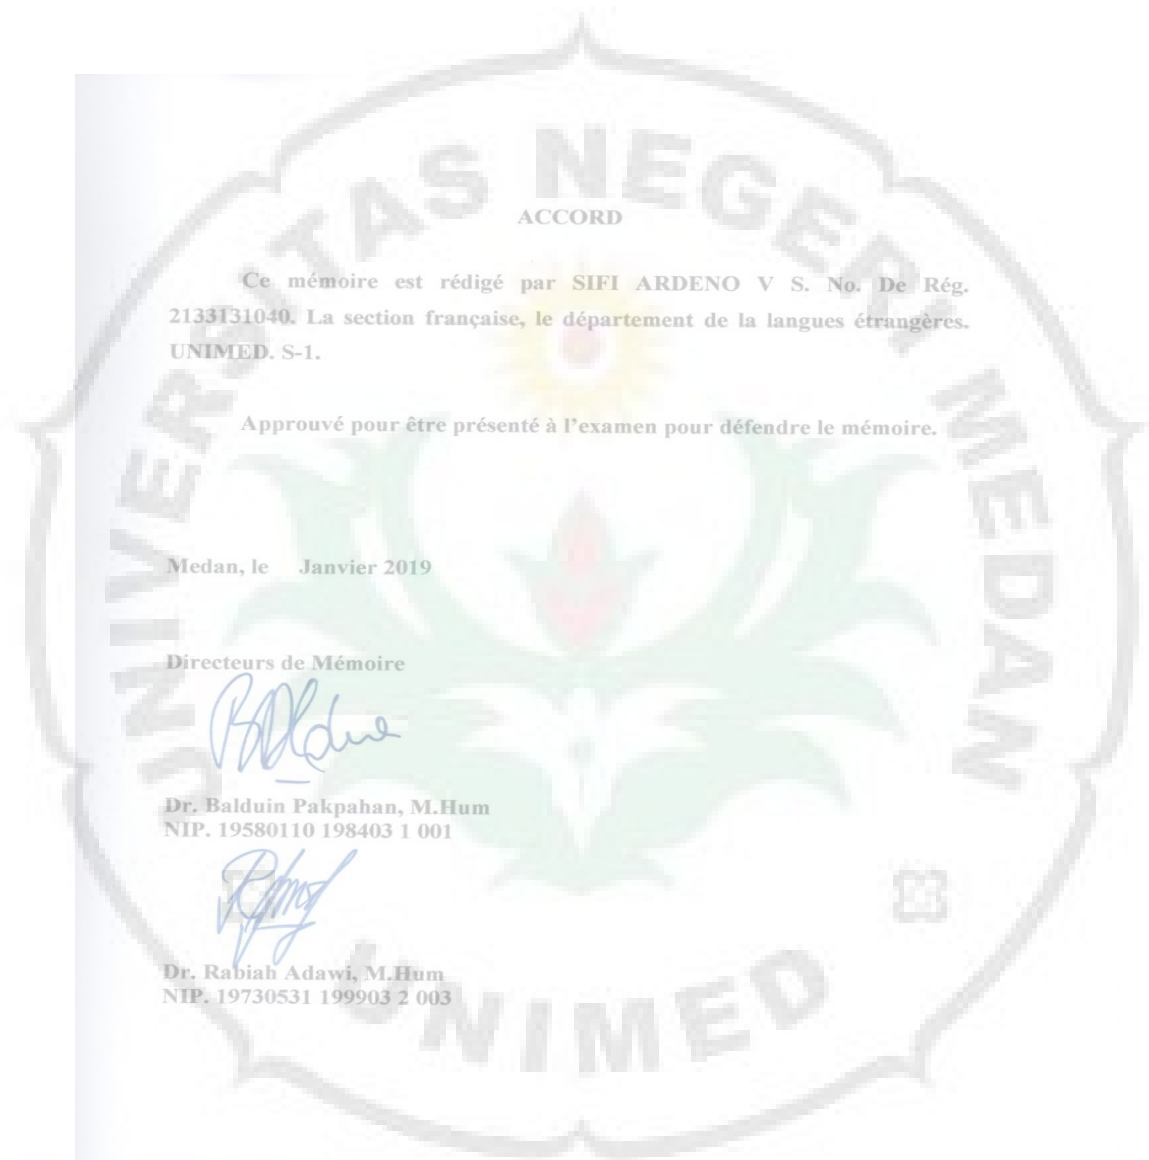 UNIVERSITAS NEGERI MEDAN
ACCORD
Ce mémoire est rédigé par SIFI ARDENO V S. No. De Rég.
2133131040. La section française, le département de la langues étrangères.
UNIMED. S-1.
Approuvé pour être présenté à l'examen pour défendre le mémoire.
Medan, le Janvier 2019
Directeurs de Mémoire
Dr. Balduin Pakpahan, M.Hum
NIP. 19580110 198403 1 001
Dr. Rabiah Adawi, M.Hum
NIP. 19730531 199903 2 003
UNIMED